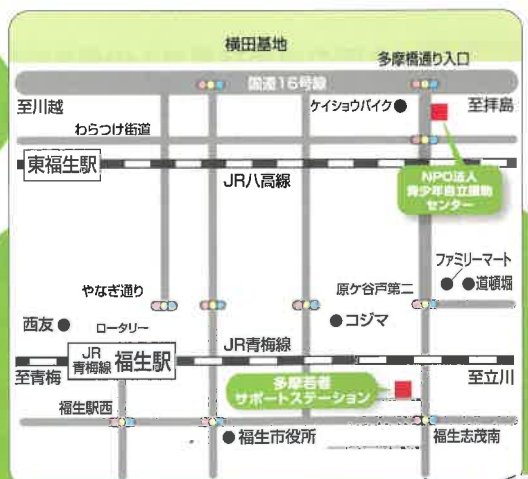 横田基地
多摩橋通り入口
国道16号線
至川越
ケイショウバイク
至拝島
わらつけ街道
東福生駅
JR八高線
NPO法人
青少年自立援助
センター
ファミリーマート
道頓堀
やなぎ通り
原ケ谷戸第二
西友
ロータリー
コジマ
JR青梅線
JR
青梅線
福生駅
至青梅
至立川
多摩若者
サポートステーション
福生駅西
福生市役所
福生志茂南